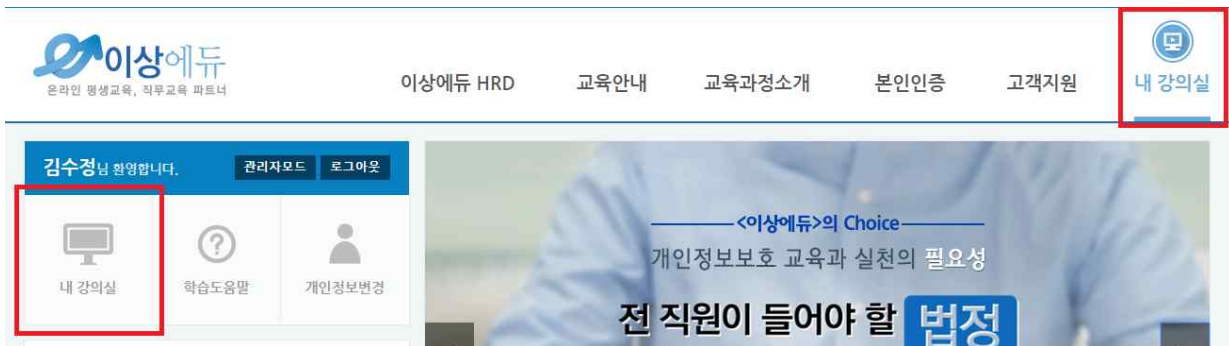 이상에듀
온라인 평생교육, 직무교육 파트너
이상에듀 HRD 교육안내 교육과정소개 본인인증 고객지원 내 강의실
김수정님 환영합니다. 관리자모드 로그아웃
내 강의실 학습도움말 개인정보변경
<이상에듀>의 Choice
개인정보보호 교육과 실천의 필요성
전 직원이 들어야 할 법정